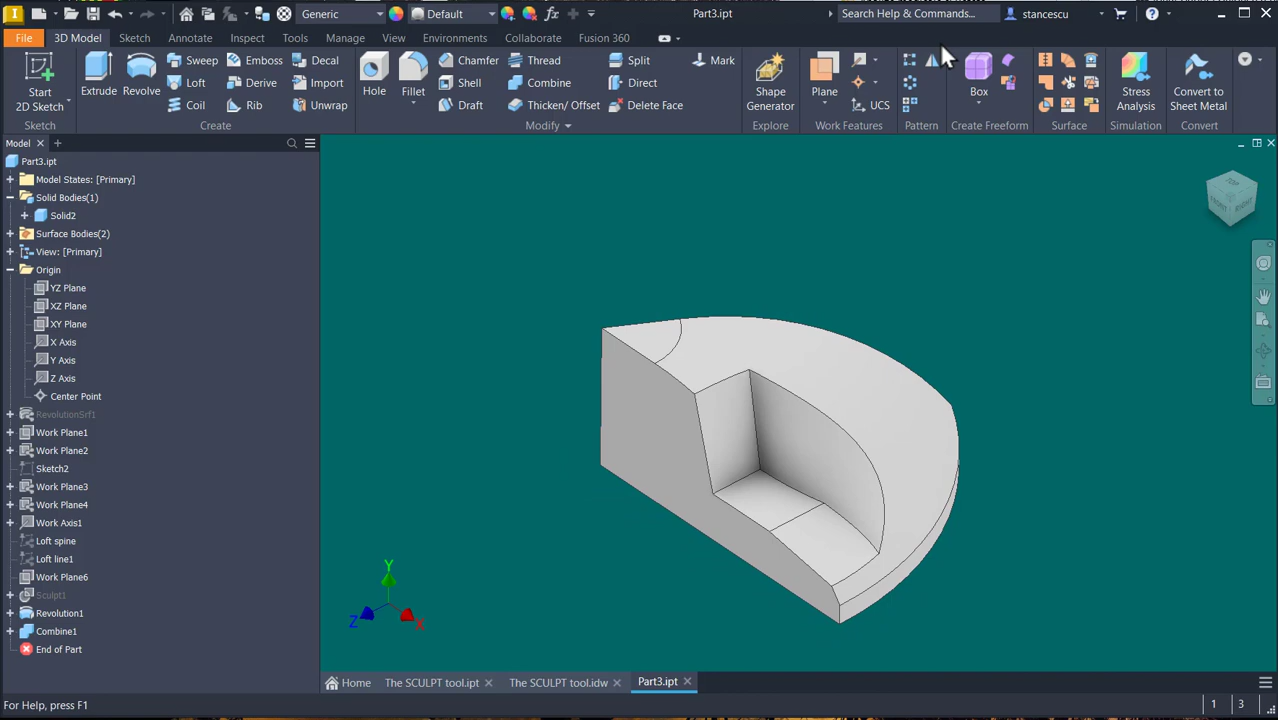 I Generic Default fx Part3.ipt Search Help & Commands... stancescu ?
File 3D Model Sketch Annotate Inspect Tools Manage View Environments Collaborate Fusion 360
Start 2D Sketch Extrude Revolve Sweep Emboss Decal Hole Fillet Chamfer Thread Split Mark Shape Generator Plane Box Stress Analysis Convert to Sheet Metal
Loft Derive Import Shell Combine Direct
Coil Rib Unwrap Draft Thicken/ Offset Delete Face UCS
Sketch Create Modify Explore Work Features Pattern Create Freeform Surface Simulation Convert
Model
Part3.ipt
Model States: [Primary]
Solid Bodies(1)
Solid2
Surface Bodies(2)
View: [Primary]
Origin
YZ Plane
XZ Plane
XY Plane
X Axis
Y Axis
Z Axis
Center Point
RevolutionSrf1
Work Plane1
Work Plane2
Sketch2
Work Plane3
Work Plane4
Work Axis1
Loft spine
Loft line1
Work Plane6
Sculpt1
Revolution1
Combine1
End of Part
TOP
FRONT RIGHT
Y
Z X
Home The SCULPT tool.ipt The SCULPT tool.idw Part3.ipt
For Help, press F1 1 3